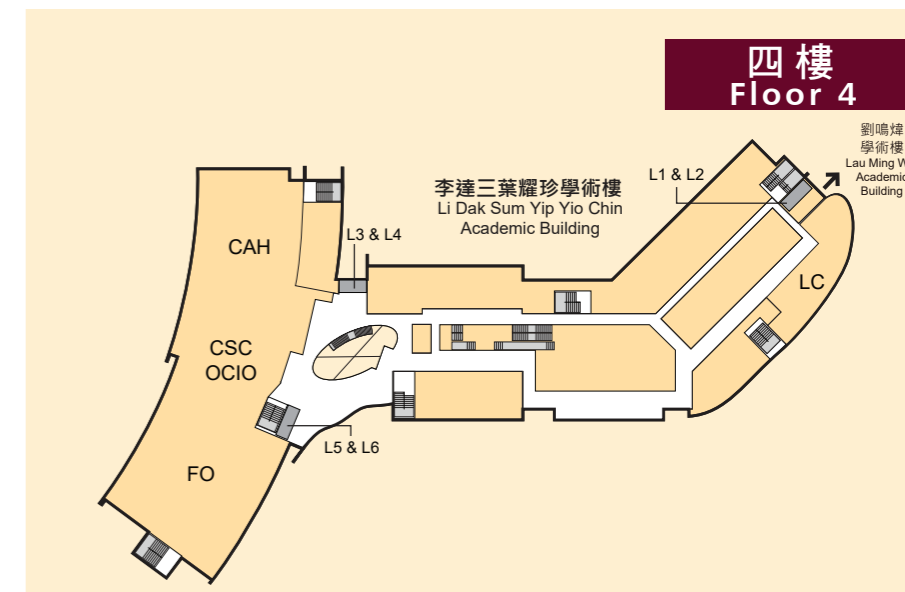 四樓
Floor 4
劉鳴煒
學術樓
Lau Ming W
Academic
Building
李達三葉耀珍學術樓
Li Dak Sum Yip Yio Chin
Academic Building
L1 & L2
CAH
L3 & L4
LC
CSC
OCIO
L5 & L6
FO